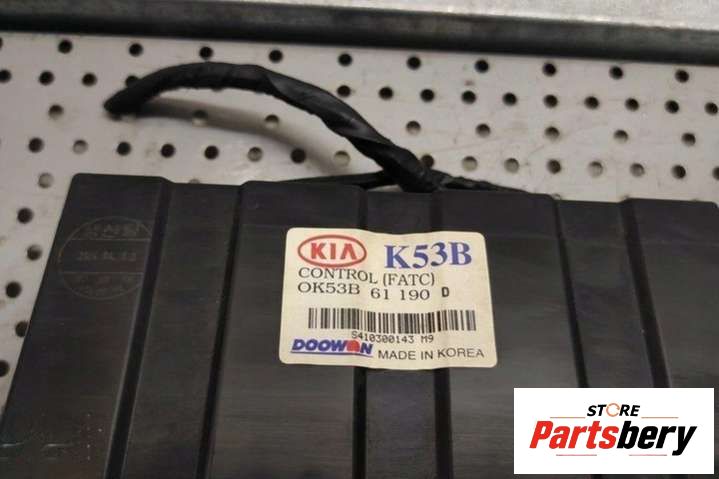 KIA K53B
CONTROL (FATC)
OK53B 61 190 D
S410300143 M9
DOOWON MADE IN KOREA
STORE
Partsbery